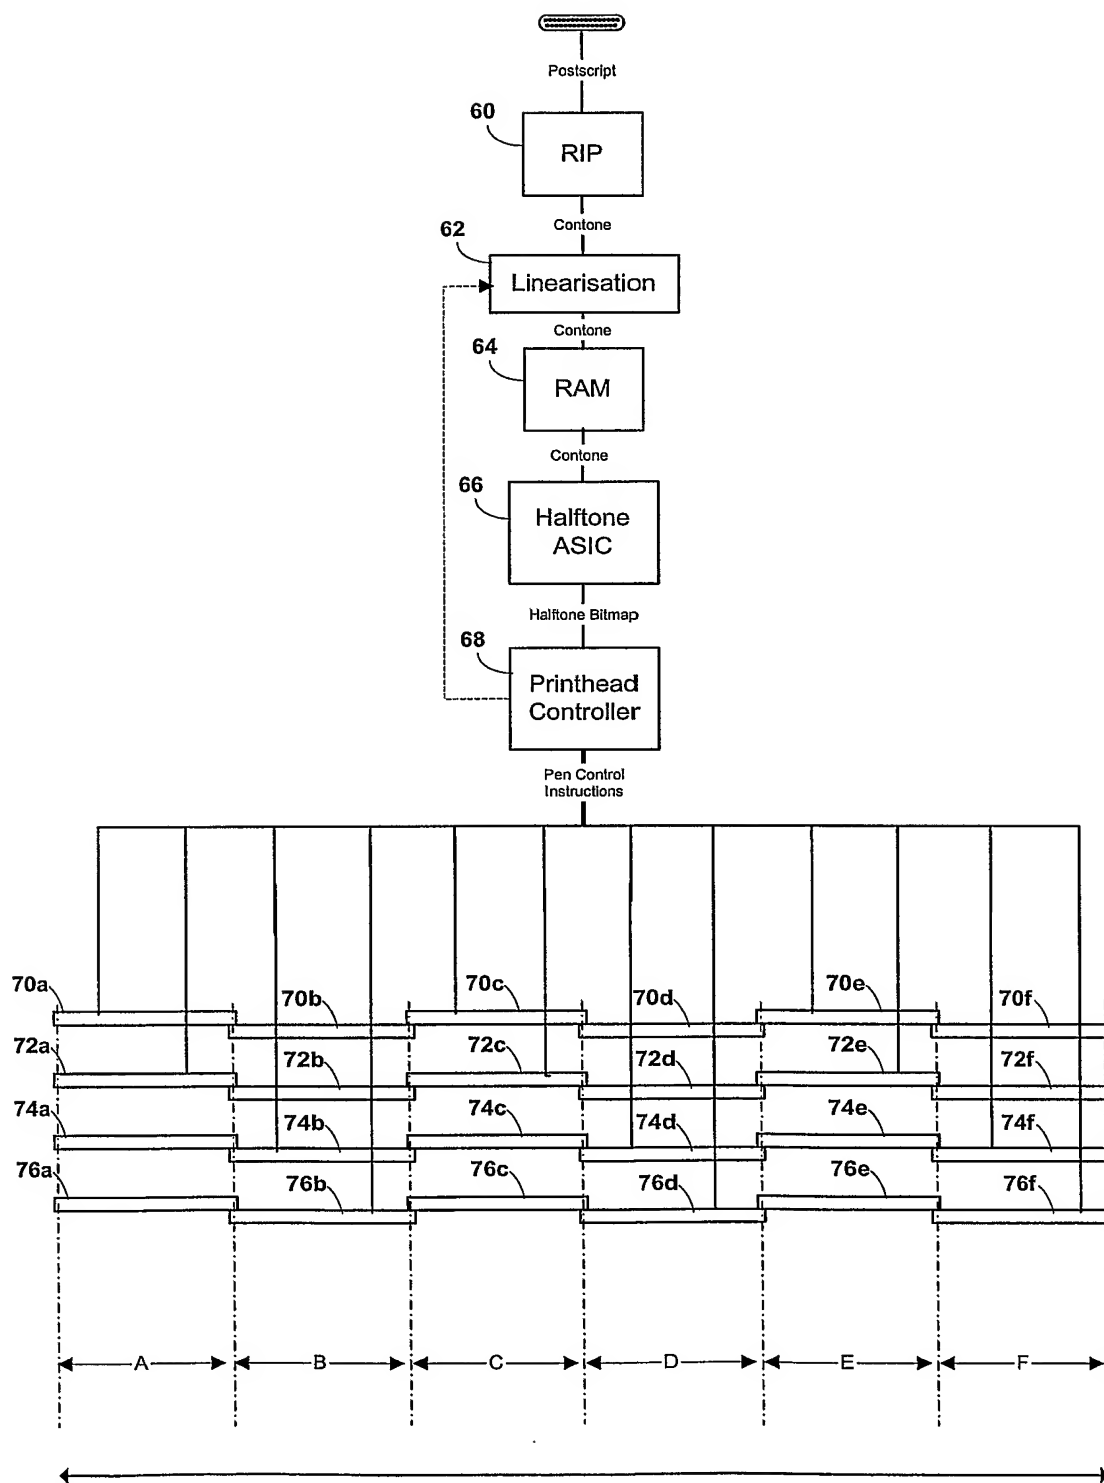 Postscript
60
RIP
Contone
62
Linearisation
Contone
64
RAM
Contone
66
Halftone
ASIC
Halftone Bitmap
68
Printhead
Controller
Pen Control
Instructions
70a 70b 70c 70d 70e 70f
72a 72b 72c 72d 72e 72f
74a 74b 74c 74d 74e 74f
76a 76b 76c 76d 76e 76f
A B C D E F